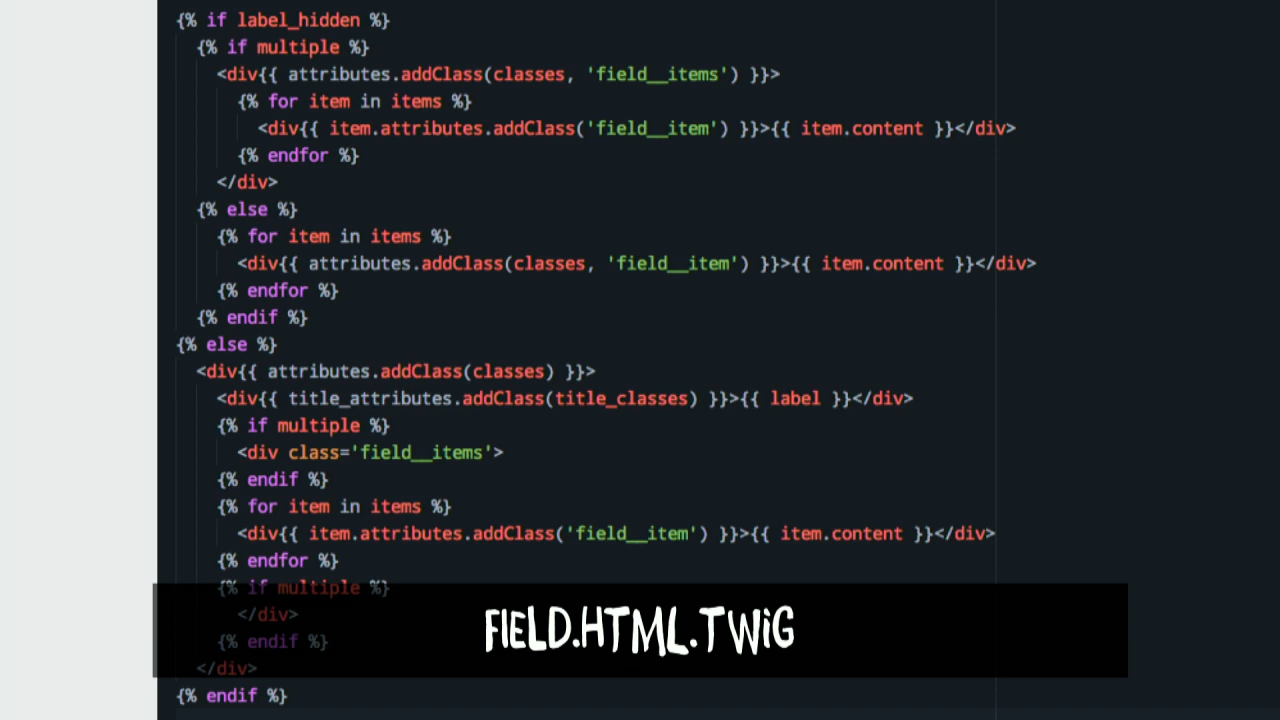 {% if label_hidden %}
{% if multiple %}
<div{{ attributes.addClass(classes, 'field__items') }}>
{% for item in items %}
<div{{ item.attributes.addClass('field__item') }}>{{ item.content }}</div>
{% endfor %}
</div>
{% else %}
{% for item in items %}
<div{{ attributes.addClass(classes, 'field__item') }}>{{ item.content }}</div>
{% endfor %}
{% endif %}
{% else %}
<div{{ attributes.addClass(classes) }}>
<div{{ title_attributes.addClass(title_classes) }}>{{ label }}</div>
{% if multiple %}
<div class='field__items'>
{% endif %}
{% for item in items %}
<div{{ item.attributes.addClass('field__item') }}>{{ item.content }}</div>
{% endfor %}
{% if multiple %}
</div>
{% endif %}
</div>
{% endif %}
FIELD.HTML.TWIG